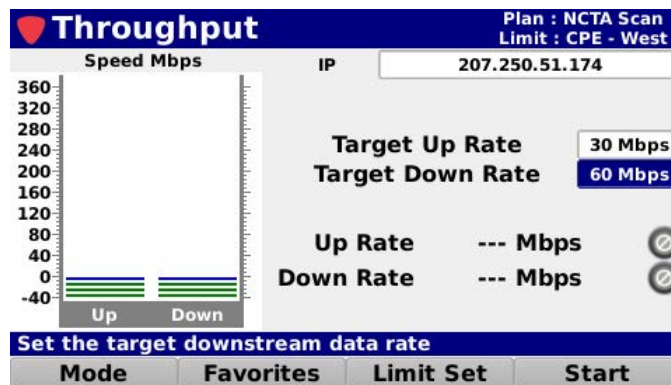 Throughput
Plan : NCTA Scan
Limit : CPE - West
Speed Mbps
IP 207.250.51.174
360
320
280
240
200
160
120
80
40
0
-40
Up Down
Target Up Rate 30 Mbps
Target Down Rate 60 Mbps
Up Rate --- Mbps
Down Rate --- Mbps
Set the target downstream data rate
Mode Favorites Limit Set Start